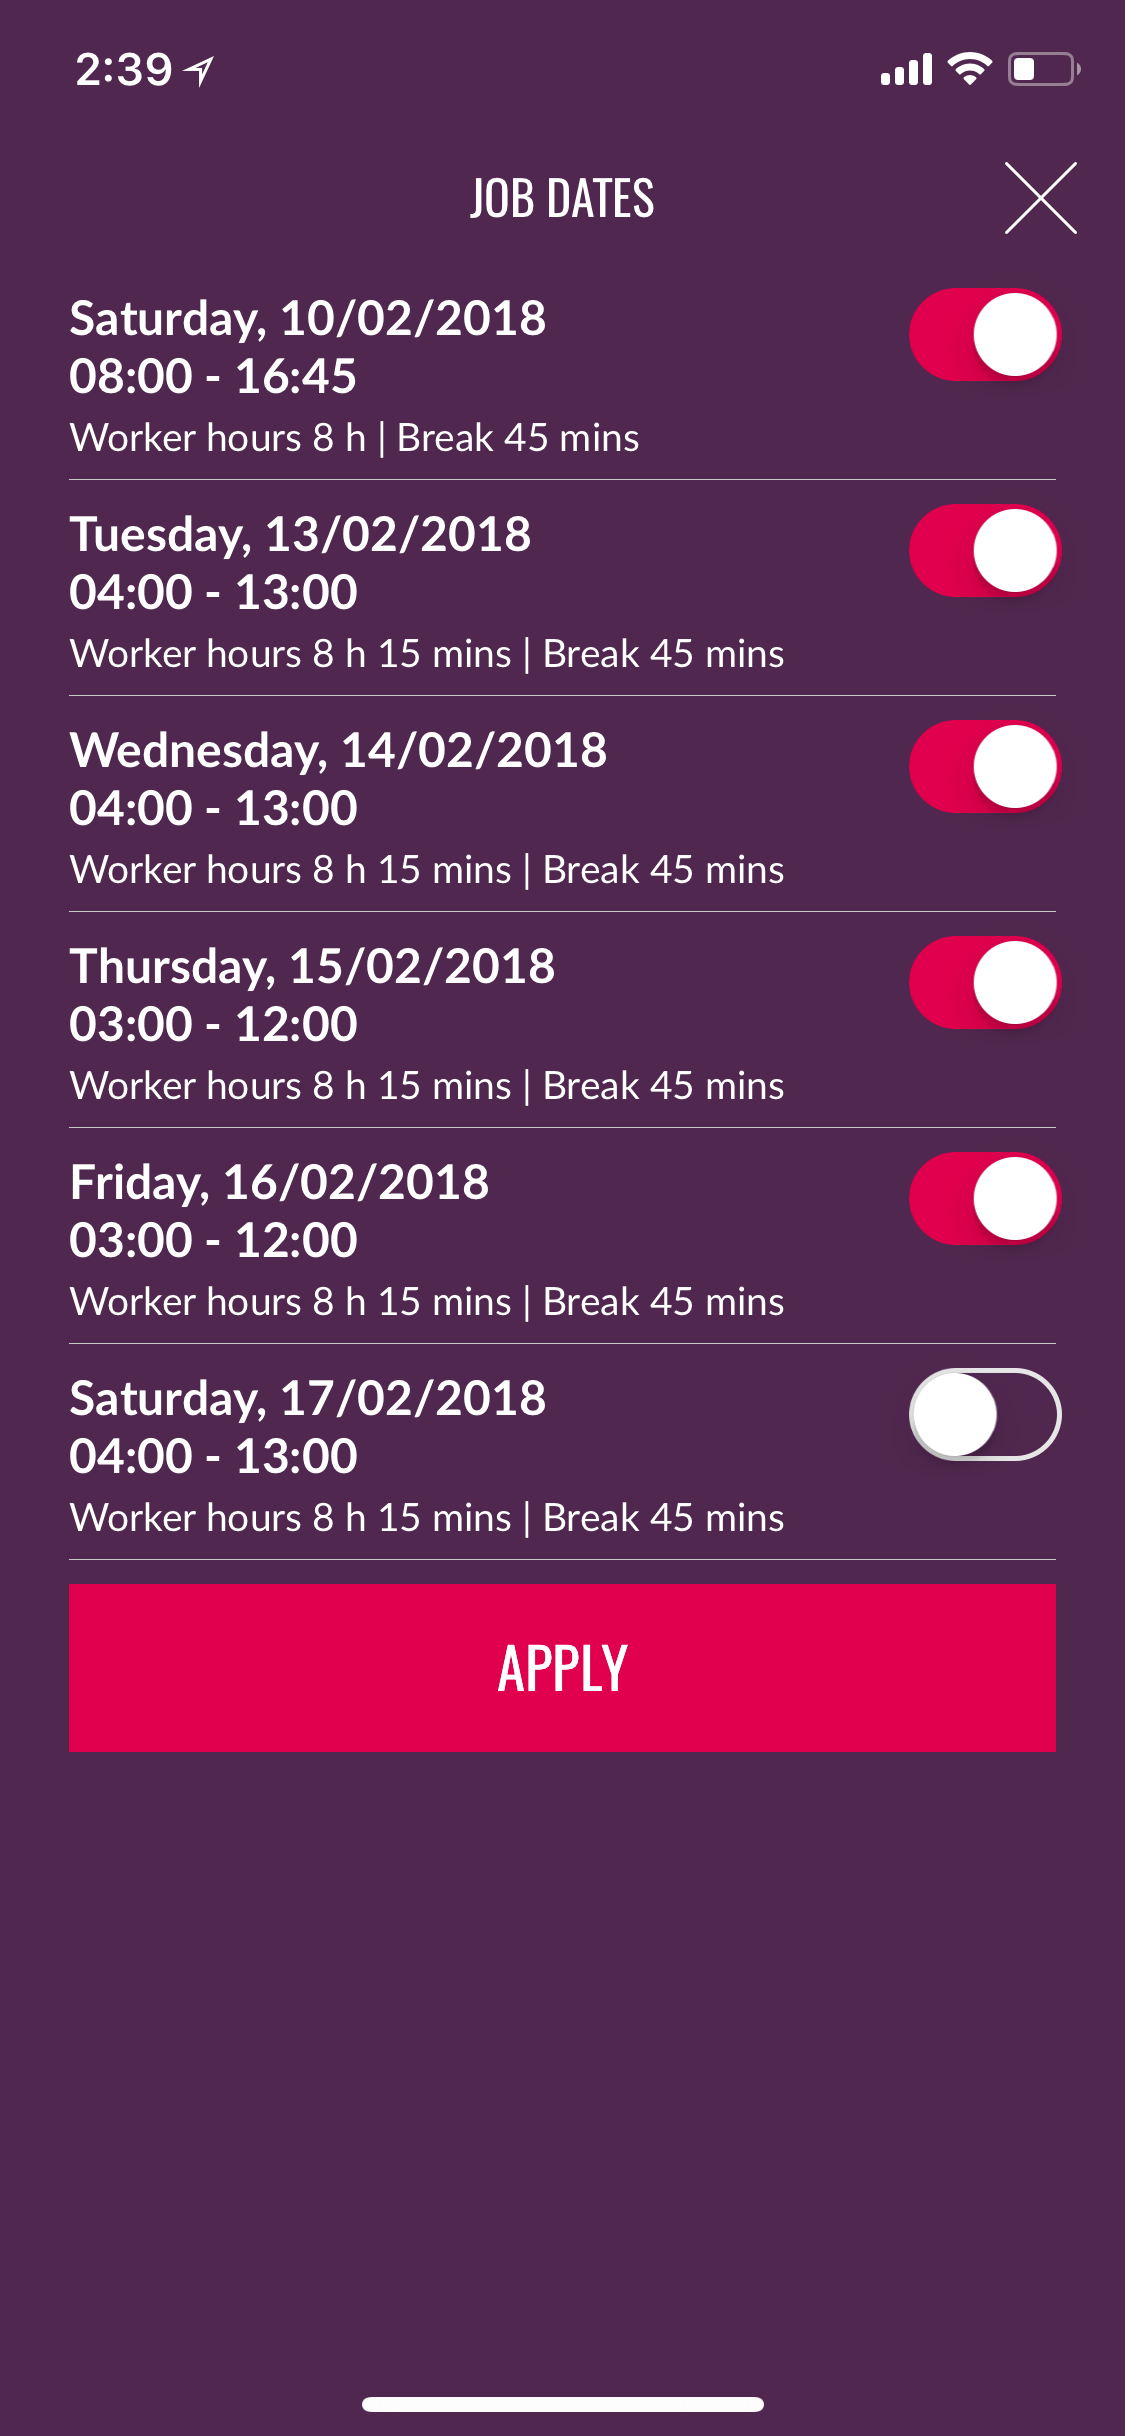 2:39
JOB DATES
Saturday, 10/02/2018
08:00 - 16:45
Worker hours 8 h | Break 45 mins
Tuesday, 13/02/2018
04:00 - 13:00
Worker hours 8 h 15 mins | Break 45 mins
Wednesday, 14/02/2018
04:00 - 13:00
Worker hours 8 h 15 mins | Break 45 mins
Thursday, 15/02/2018
03:00 - 12:00
Worker hours 8 h 15 mins | Break 45 mins
Friday, 16/02/2018
03:00 - 12:00
Worker hours 8 h 15 mins | Break 45 mins
Saturday, 17/02/2018
04:00 - 13:00
Worker hours 8 h 15 mins | Break 45 mins
APPLY